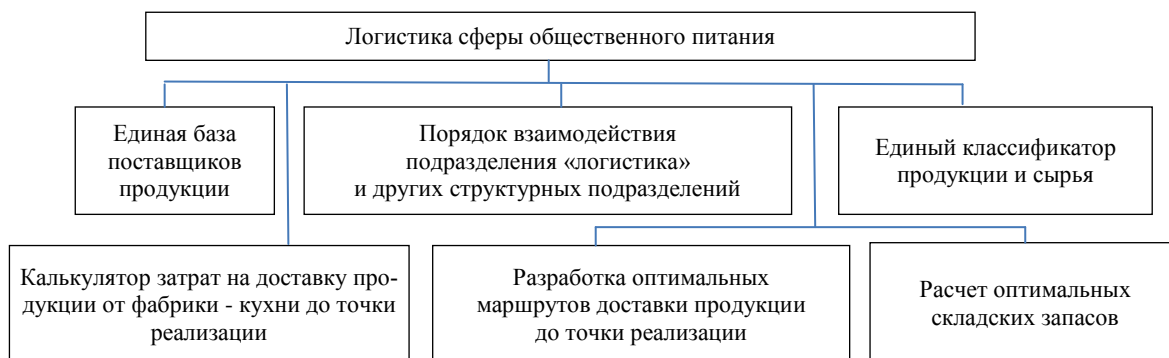 Логистика сферы общественного питания
Единая база
поставщиков
продукции
Порядок взаимодействия
подразделения «логистика»
и других структурных подразделений
Единый классификатор
продукции и сырья
Калькулятор затрат на доставку про-
дукции от фабрики - кухни до точки
реализации
Разработка оптимальных
маршрутов доставки продукции
до точки реализации
Расчет оптимальных
складских запасов